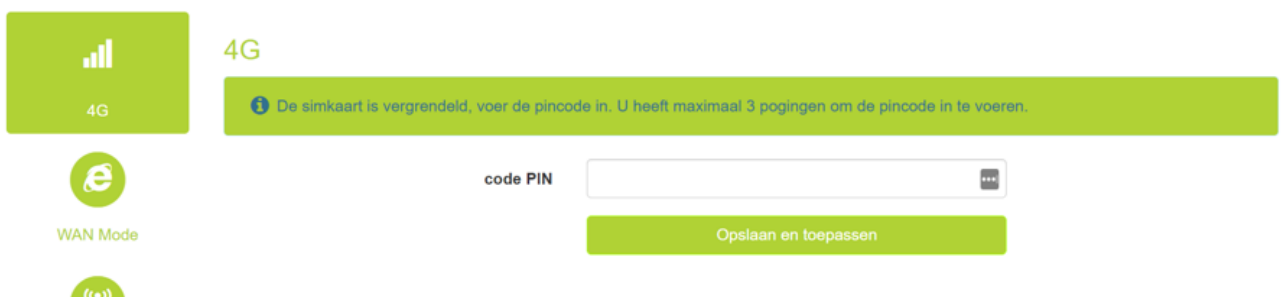 4G
4G
De simkaart is vergrendeld, voer de pincode in. U heeft maximaal 3 pogingen om de pincode in te voeren.
code PIN
WAN Mode
Opslaan en toepassen